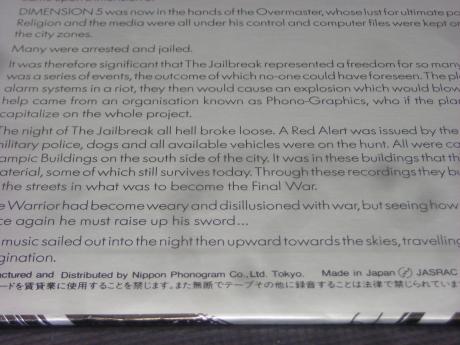 DIMENSION 5 was now in the hands of the Overmaster, whose lust for ultimate po
Religion and the media were all under his control and computer files were kept on
the city zones.
Many were arrested and jailed.
It was therefore significant that The Jailbreak represented a freedom for so many
was a series of events, the outcome of which no-one could have foreseen. The pla
alarm systems in a riot, they then would cause an explosion which would blow
help came from an organisation known as Phono-Graphics, who if the plan
capitalize on the whole project.
The night of The Jailbreak all hell broke loose. A Red Alert was issued by the
military police, dogs and all available vehicles were on the hunt. All were ca
ampic Buildings on the south side of the city. It was in these buildings that th
aterial, some of which still survives today. Through these recordings they bu
the streets in what was to become the Final War.
e Warrior had become weary and disillusioned with war, but seeing how
ce again he must raise up his sword...
music sailed out into the night then upward towards the skies, travelling
gination.
actured and Distributed by Nippon Phonogram Co., Ltd. Tokyo. Made in Japan JASRAC
ードを賃貸業に使用することを禁じます。また無断でテープその他に録音することは法律で禁じられていま